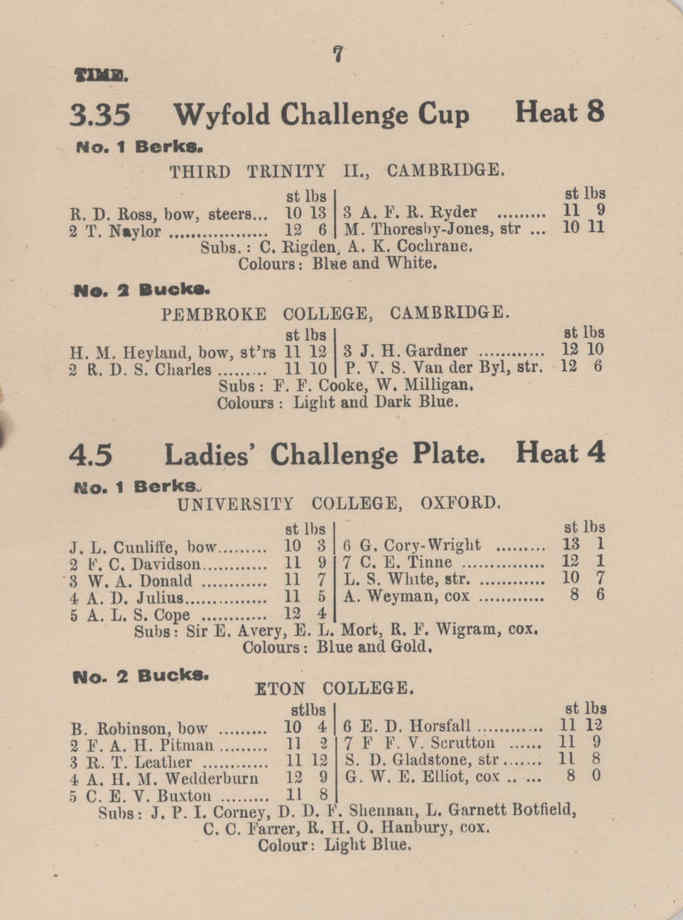 7
TIME.
3.35 Wyfold Challenge Cup Heat 8
No. 1 Berks.
THIRD TRINITY II., CAMBRIDGE.
st lbs st lbs
R. D. Ross, bow, steers... 10 13 3 A. F. R. Ryder ......... 11 9
2 T. Naylor .................. 12 6 M. Thoresby-Jones, str ... 10 11
Subs. : C. Rigden, A. K. Cochrane.
Colours : Blue and White.
No. 2 Bucks.
PEMBROKE COLLEGE, CAMBRIDGE.
st lbs st lbs
H. M. Heyland, bow, st'rs 11 12 3 J. H. Gardner ............ 12 10
2 R. D. S. Charles ......... 11 10 P. V. S. Van der Byl, str. 12 6
Subs : F. F. Cooke, W. Milligan.
Colours : Light and Dark Blue.
4.5 Ladies' Challenge Plate. Heat 4
No. 1 Berks.
UNIVERSITY COLLEGE, OXFORD.
st lbs st lbs
J. L. Cunliffe, bow......... 10 3 6 G. Cory-Wright ......... 13 1
2 F. C. Davidson............ 11 9 7 C. E. Tinne ............... 12 1
3 W. A. Donald ............ 11 7 L. S. White, str. ............ 10 7
4 A. D. Julius............... 11 5 A. Weyman, cox ............ 8 6
5 A. L. S. Cope ............ 12 4
Subs : Sir E. Avery, E. L. Mort, R. F. Wigram, cox.
Colours : Blue and Gold.
No. 2 Bucks.
ETON COLLEGE.
st lbs st lbs
B. Robinson, bow ......... 10 4 6 E. D. Horsfall ............ 11 12
2 F. A. H. Pitman ......... 11 2 7 F F. V. Scrutton ...... 11 9
3 R. T. Leather ............ 11 12 S. D. Gladstone, str....... 11 8
4 A. H. M. Wedderburn 12 9 G. W. E. Elliot, cox .. ... 8 0
5 C. E. V. Buxton ......... 11 8
Subs : J. P. I. Corney, D. D. F. Shennan, L. Garnett Botfield,
C. C. Farrer, R. H. O. Hanbury, cox.
Colour : Light Blue.